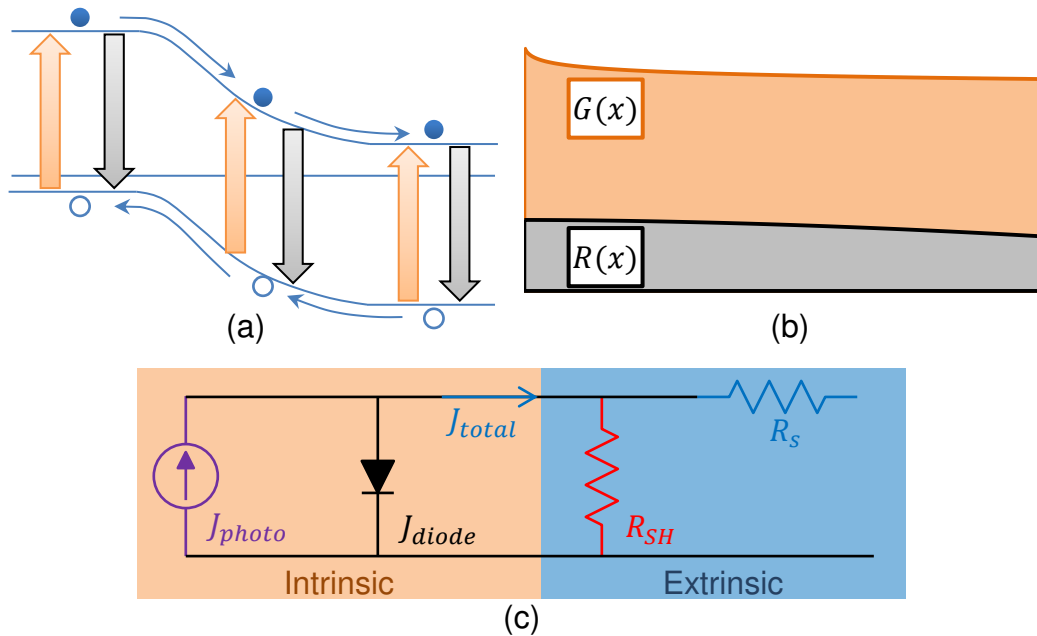 G(x)
R(x)
(a)
(b)
J_total
R_s
J_photo
J_diode
R_SH
Intrinsic
Extrinsic
(c)